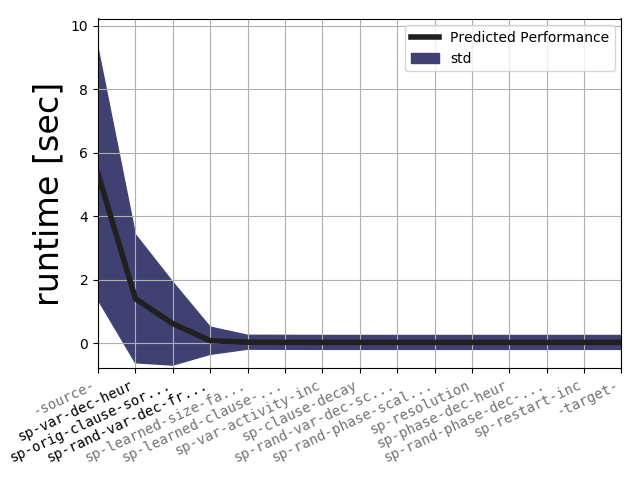 10
8
6
4
2
0
runtime [sec]
Predicted Performance
std
-source-
sp-var-dec-heur
sp-orig-clause-sor...
sp-rand-var-dec-fr...
sp-learned-size-fa...
sp-learned-clause-...
sp-var-activity-inc
sp-clause-decay
sp-rand-var-dec-sc...
sp-rand-phase-scal...
sp-resolution
sp-phase-dec-heur
sp-rand-phase-dec-...
sp-restart-inc
-target-